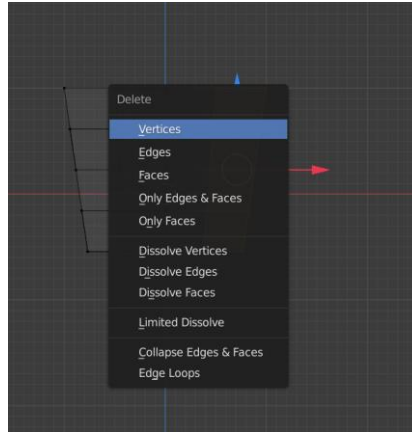 Delete
Vertices
Edges
Faces
Only Edges & Faces
Only Faces
Dissolve Vertices
Dissolve Edges
Dissolve Faces
Limited Dissolve
Collapse Edges & Faces
Edge Loops